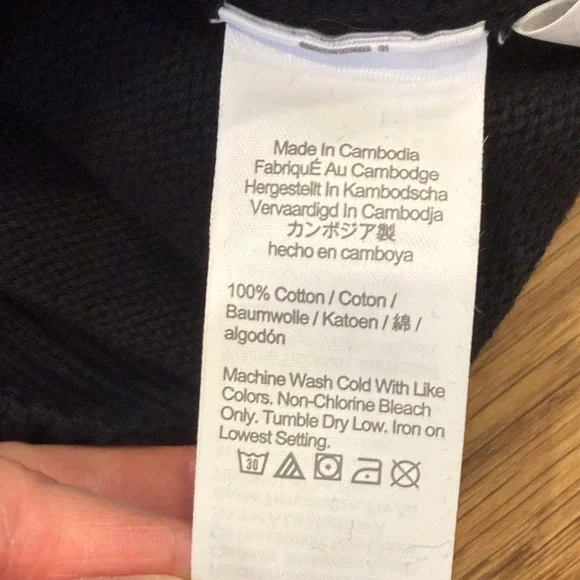 Made In Cambodia
FabriquÉ Au Cambodge
Hergestellt In Kambodscha
Vervaardigd In Cambodja
カンボジア製
hecho en camboya
100% Cotton / Coton /
Baumwolle / Katoen / 綿 /
algodón
Machine Wash Cold With Like
Colors. Non-Chlorine Bleach
Only. Tumble Dry Low. Iron on
Lowest Setting.
30